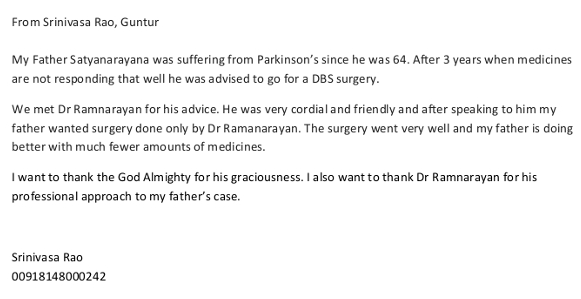 From Srinivasa Rao, Guntur
My Father Satyanarayana was suffering from Parkinson's since he was 64. After 3 years when medicines
are not responding that well he was advised to go for a DBS surgery.
We met Dr Ramnarayan for his advice. He was very cordial and friendly and after speaking to him my
father wanted surgery done only by Dr Ramanarayan. The surgery went very well and my father is doing
better with much fewer amounts of medicines.
I want to thank the God Almighty for his graciousness. I also want to thank Dr Ramnarayan for his
professional approach to my father's case.
Srinivasa Rao
00918148000242